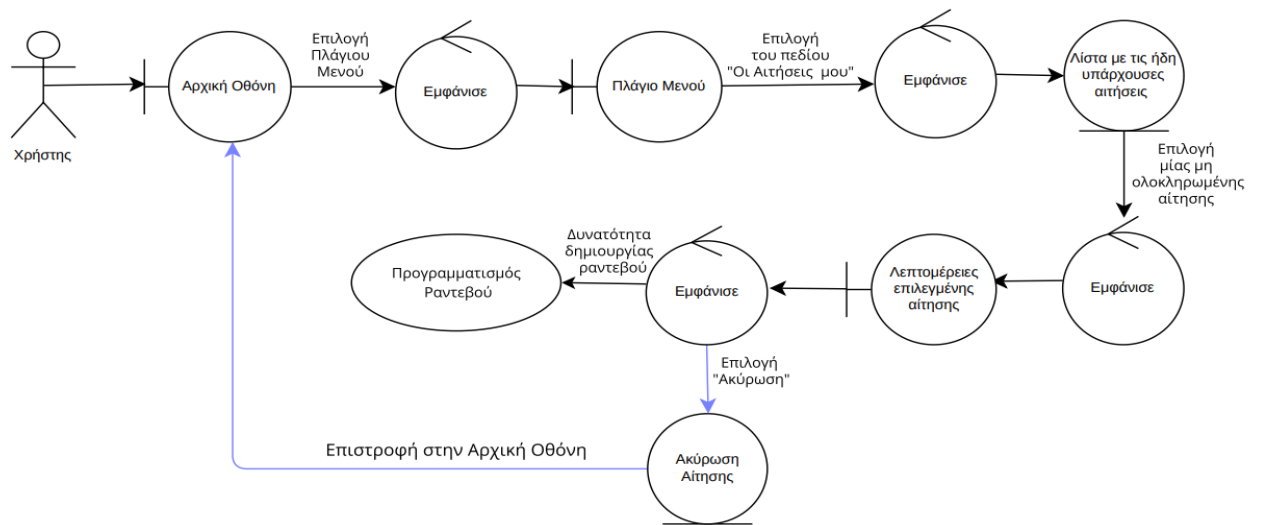 Χρήστης
Αρχική Οθόνη
Επιλογή
Πλάγιου
Μενού
Εμφάνισε
Πλάγιο Μενού
Επιλογή
του πεδίου
"Οι Αιτήσεις μου"
Εμφάνισε
Λίστα με τις ήδη
υπάρχουσες
αιτήσεις
Επιλογή
μίας μη
ολοκληρωμένης
αίτησης
Εμφάνισε
Λεπτομέρειες
επιλεγμένης
αίτησης
Εμφάνισε
Δυνατότητα
δημιουργίας
ραντεβού
Προγραμματισμός
Ραντεβού
Επιλογή
"Ακύρωση"
Ακύρωση
Αίτησης
Επιστροφή στην Αρχική Οθόνη